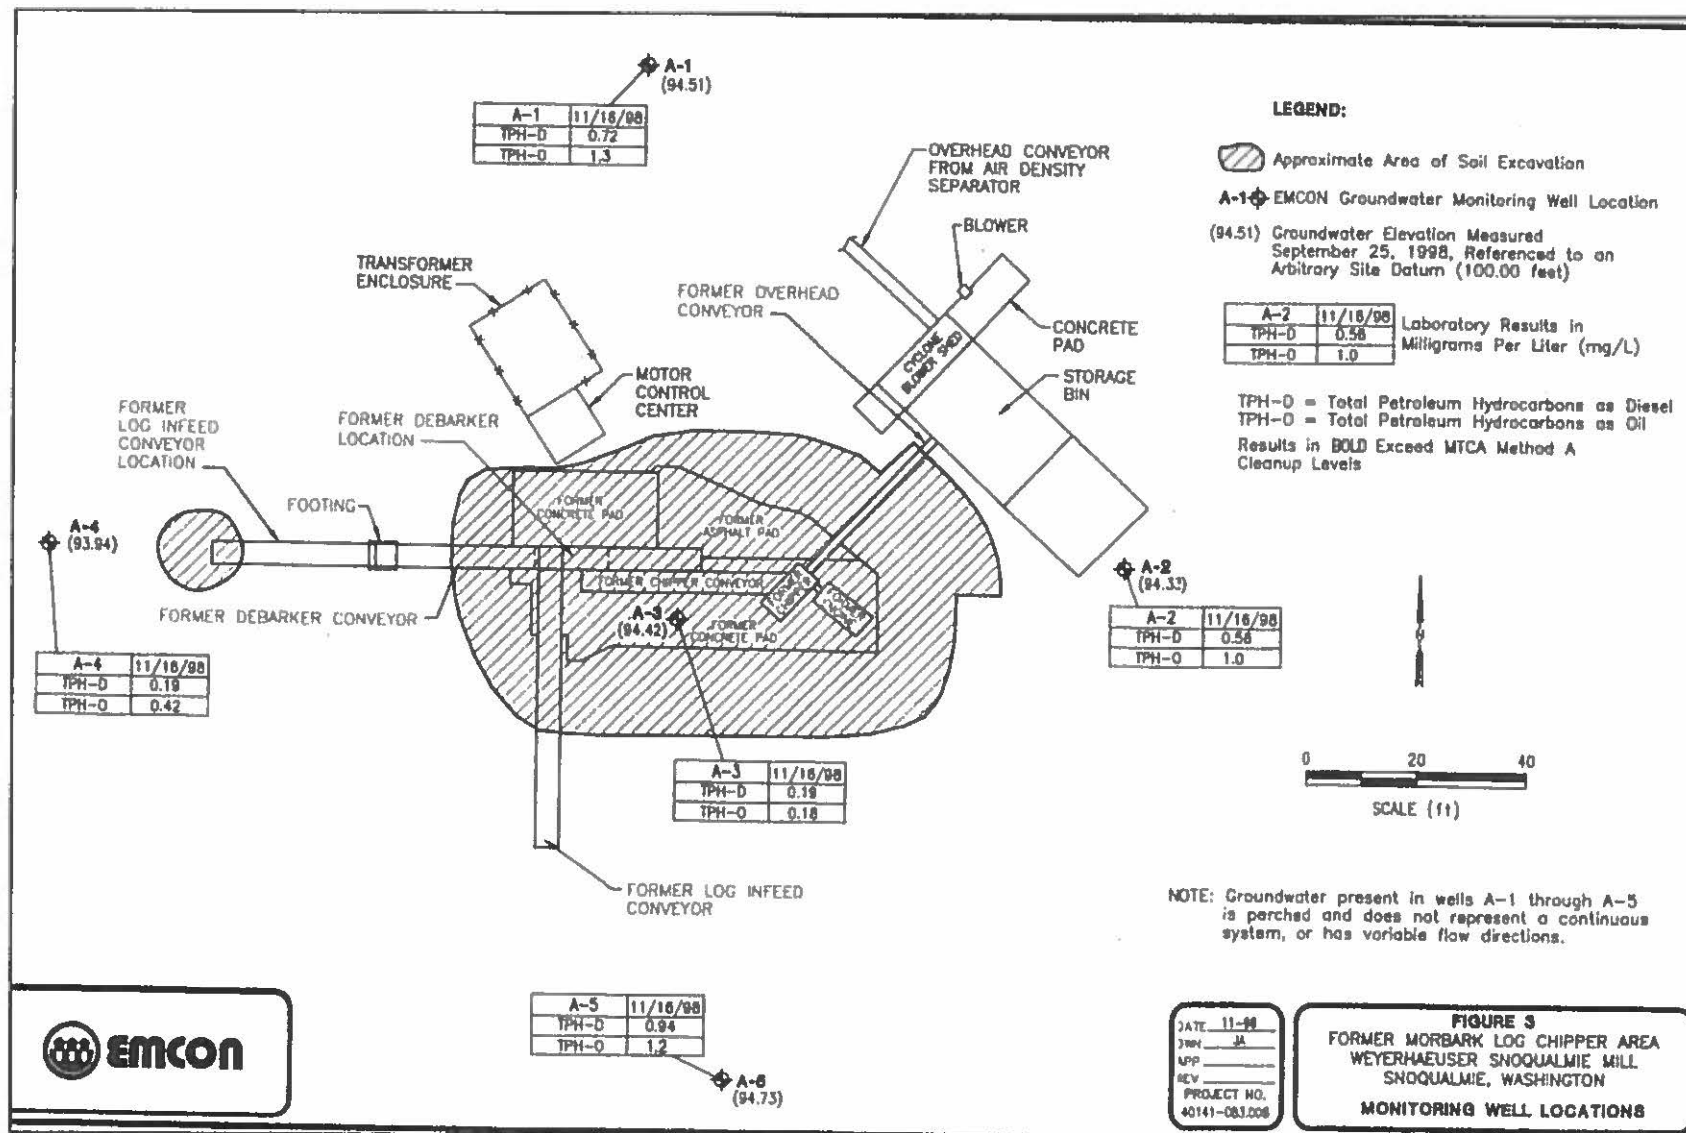 A-1
(94.51)
A-1 11/16/98
TPH-D 0.72
TPH-O 1.3
OVERHEAD CONVEYOR
FROM AIR DENSITY
SEPARATOR
BLOWER
TRANSFORMER
ENCLOSURE
FORMER OVERHEAD
CONVEYOR
CONCRETE
PAD
CYCLONE
BLOWER SHED
STORAGE
BIN
MOTOR
CONTROL
CENTER
FORMER
LOG INFEED
CONVEYOR
LOCATION
FORMER DEBARKER
LOCATION
FOOTING
FORMER
CONCRETE PAD
FORMER
ASPHALT PAD
A-4
(93.94)
FORMER CHIPPER CONVEYOR
FORMER
CHIPPER
FORMER
A-3
(94.42)
FORMER
CONCRETE PAD
FORMER DEBARKER CONVEYOR
A-2
(94.33)
A-2 11/16/98
TPH-D 0.56
TPH-O 1.0
A-4 11/16/98
TPH-D 0.19
TPH-O 0.42
A-3 11/16/98
TPH-D 0.19
TPH-O 0.18
FORMER LOG INFEED
CONVEYOR
A-5 11/16/98
TPH-D 0.94
TPH-O 1.2
(94.73)
LEGEND:
Approximate Area of Soil Excavation
A-1 EMCON Groundwater Monitoring Well Location
(94.51) Groundwater Elevation Measured
September 25, 1998, Referenced to an
Arbitrary Site Datum (100.00 feet)
A-2 11/16/98
TPH-D 0.56
TPH-O 1.0
Laboratory Results in
Milligrams Per Liter (mg/L)
TPH-D = Total Petroleum Hydrocarbons as Diesel
TPH-O = Total Petroleum Hydrocarbons as Oil
Results in BOLD Exceed MTCA Method A
Cleanup Levels
N
0 20 40
SCALE (ft)
NOTE: Groundwater present in wells A-1 through A-5
is perched and does not represent a continuous
system, or has variable flow directions.
EMCON
DATE 11-98
DWN JA
APP
REV
PROJECT NO.
40141-083.006
FIGURE 3
FORMER MORBARK LOG CHIPPER AREA
WEYERHAEUSER SNOQUALMIE MILL
SNOQUALMIE, WASHINGTON
MONITORING WELL LOCATIONS